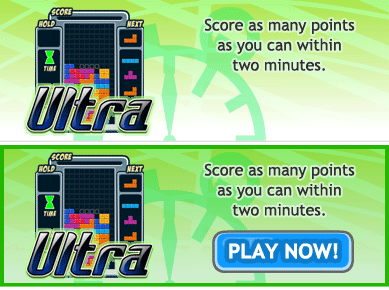 SCORE
HOLD
NEXT
TIME
Ultra
Score as many points
as you can within
two minutes.
SCORE
HOLD
NEXT
TIME
Ultra
Score as many points
as you can within
two minutes.
PLAY NOW!